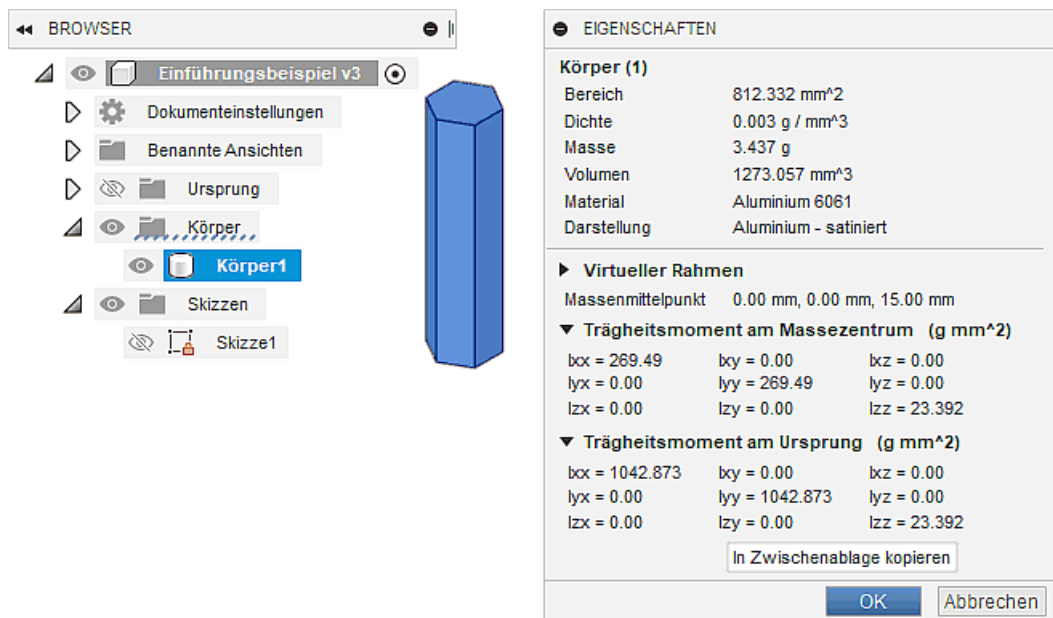 BROWSER
Einführungsbeispiel v3
Dokumenteinstellungen
Benannte Ansichten
Ursprung
Körper
Körper1
Skizzen
Skizze1
EIGENSCHAFTEN
Körper (1)
Bereich 812.332 mm^2
Dichte 0.003 g / mm^3
Masse 3.437 g
Volumen 1273.057 mm^3
Material Aluminium 6061
Darstellung Aluminium - satiniert
Virtueller Rahmen
Massenmittelpunkt 0.00 mm, 0.00 mm, 15.00 mm
Trägheitsmoment am Massezentrum (g mm^2)
Ixx = 269.49 Ixy = 0.00 Ixz = 0.00
Iyx = 0.00 Iyy = 269.49 Iyz = 0.00
Izx = 0.00 Izy = 0.00 Izz = 23.392
Trägheitsmoment am Ursprung (g mm^2)
Ixx = 1042.873 Ixy = 0.00 Ixz = 0.00
Iyx = 0.00 Iyy = 1042.873 Iyz = 0.00
Izx = 0.00 Izy = 0.00 Izz = 23.392
In Zwischenablage kopieren
OK Abbrechen